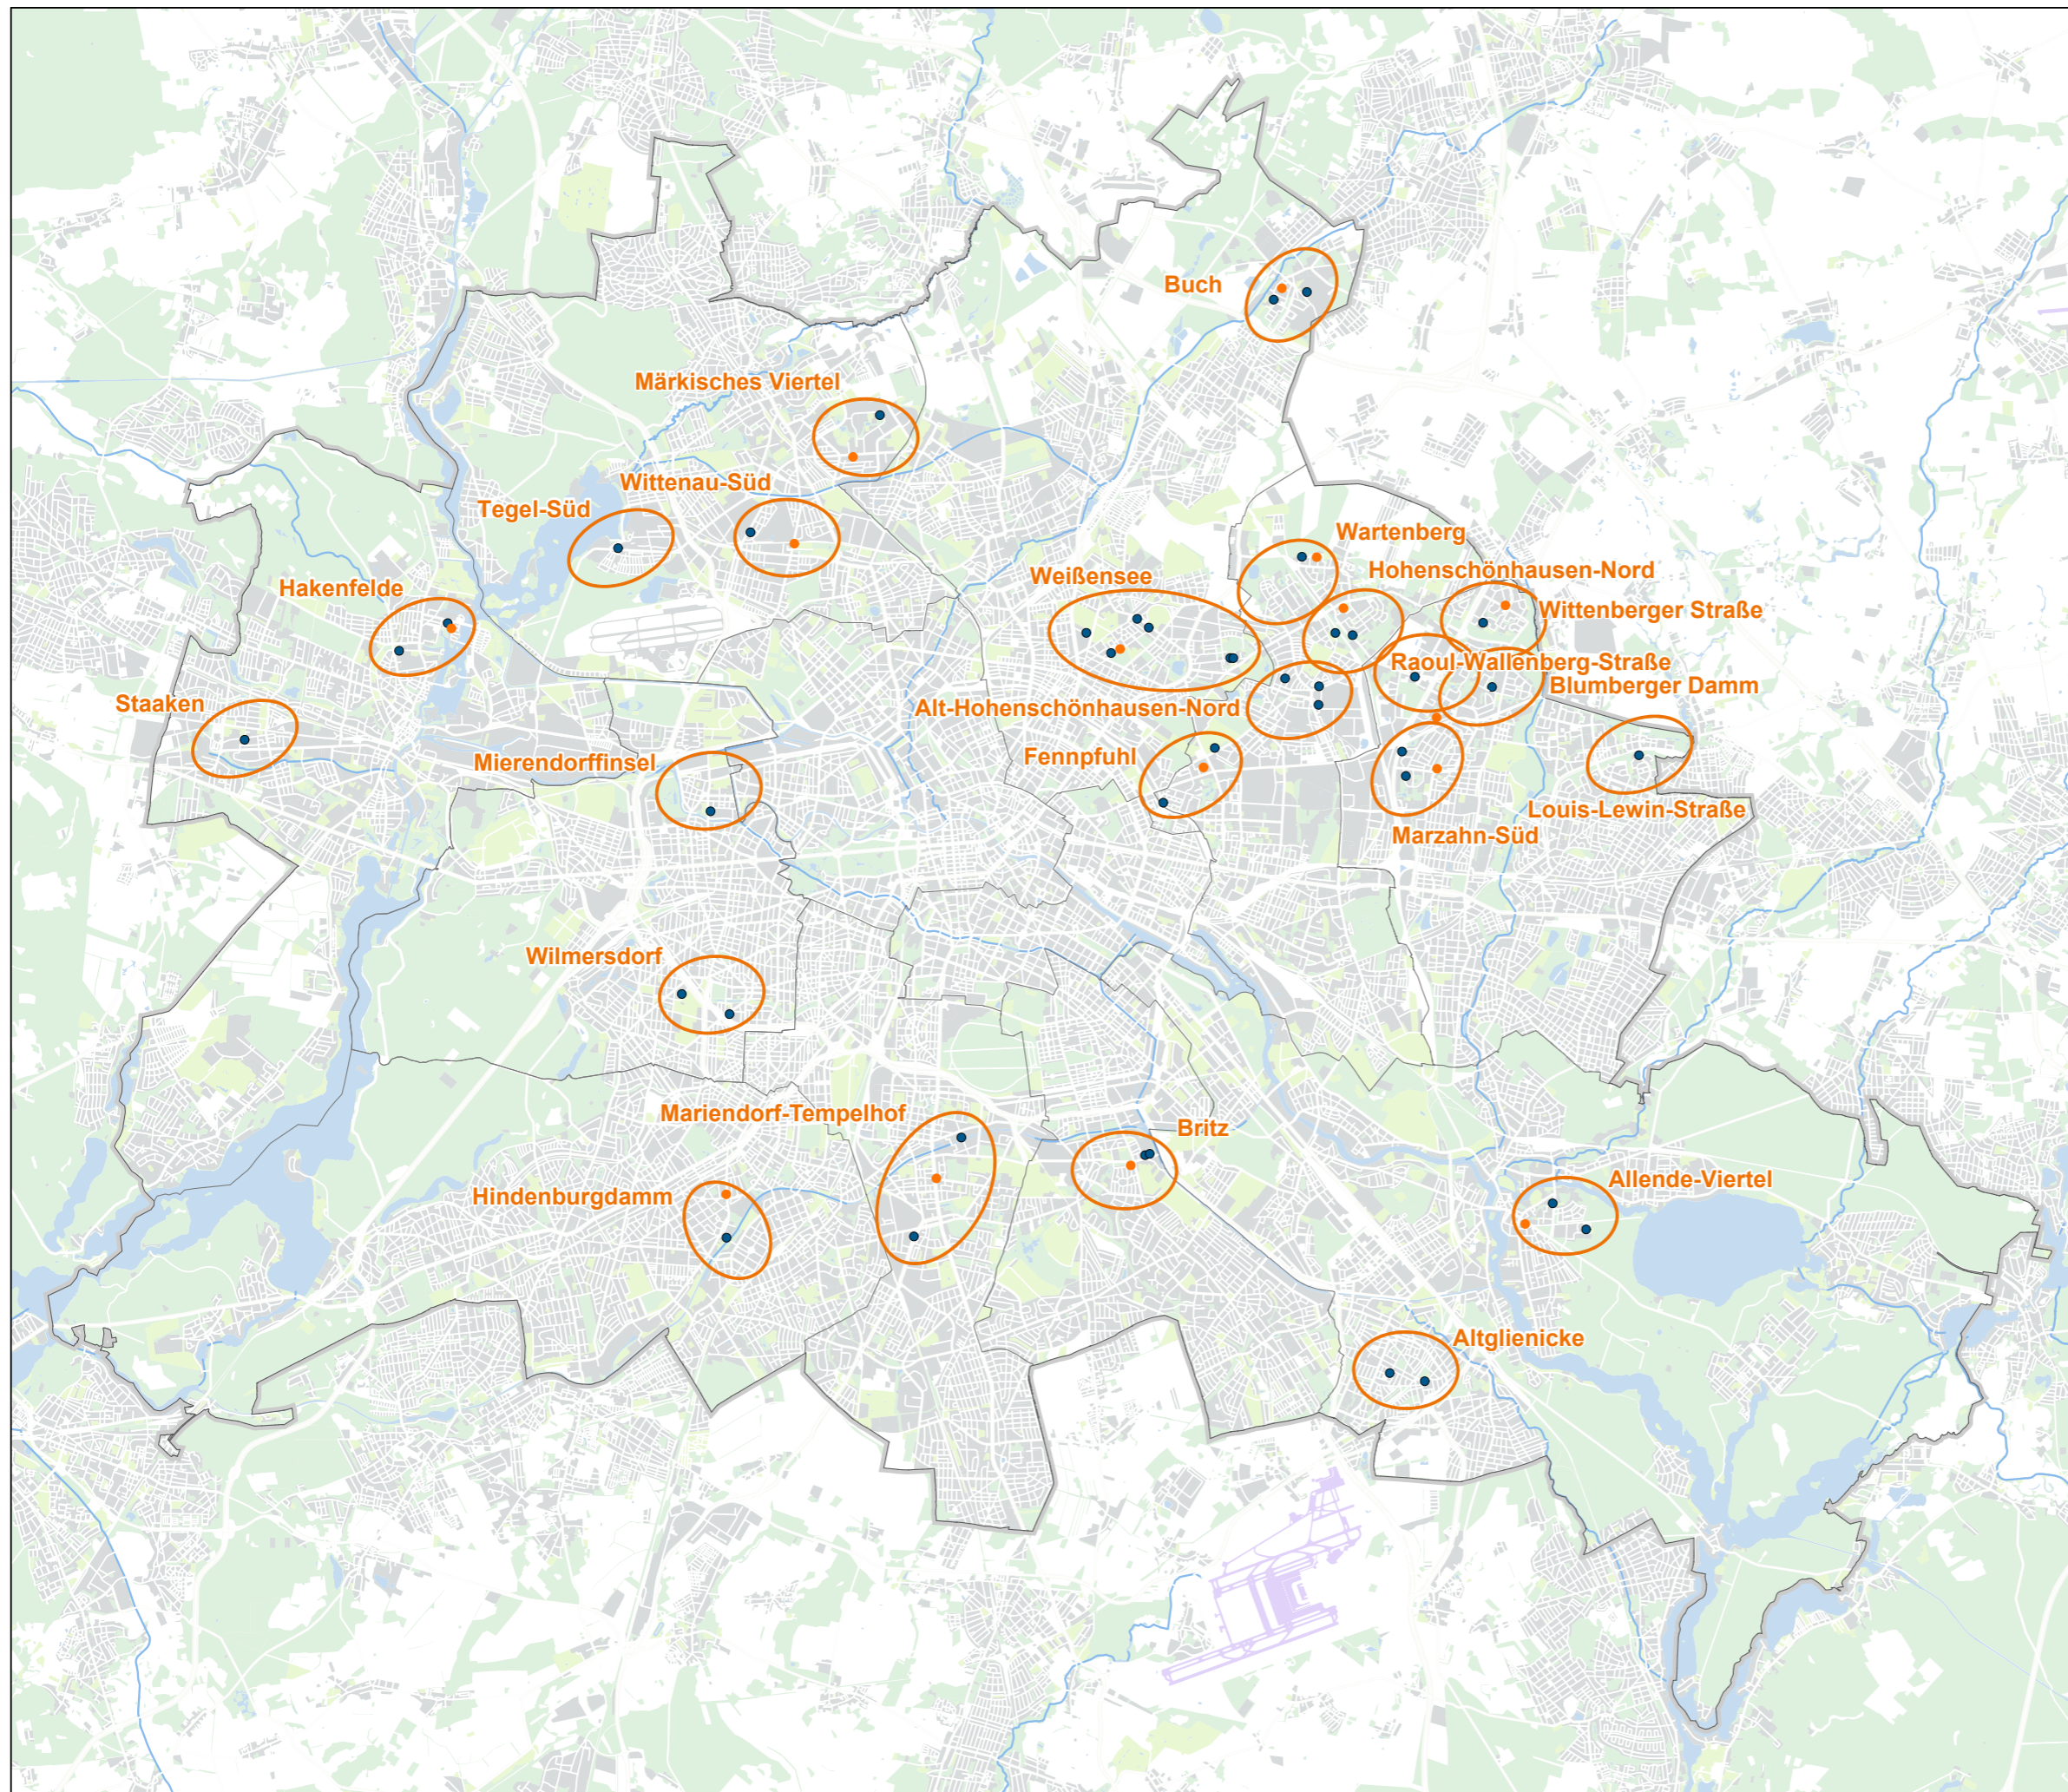 Buch
Märkisches Viertel
Wittenau-Süd
Tegel-Süd
Wartenberg
Hohenschönhausen-Nord
Weißensee
Hakenfelde
Wittenberger Straße
Raoul-Wallenberg-Straße
Blumberger Damm
Staaken
Alt-Hohenschönhausen-Nord
Fennpfuhl
Mierendorffinsel
Louis-Lewin-Straße
Marzahn-Süd
Wilmersdorf
Mariendorf-Tempelhof
Britz
Allende-Viertel
Hindenburgdamm
Altglienicke